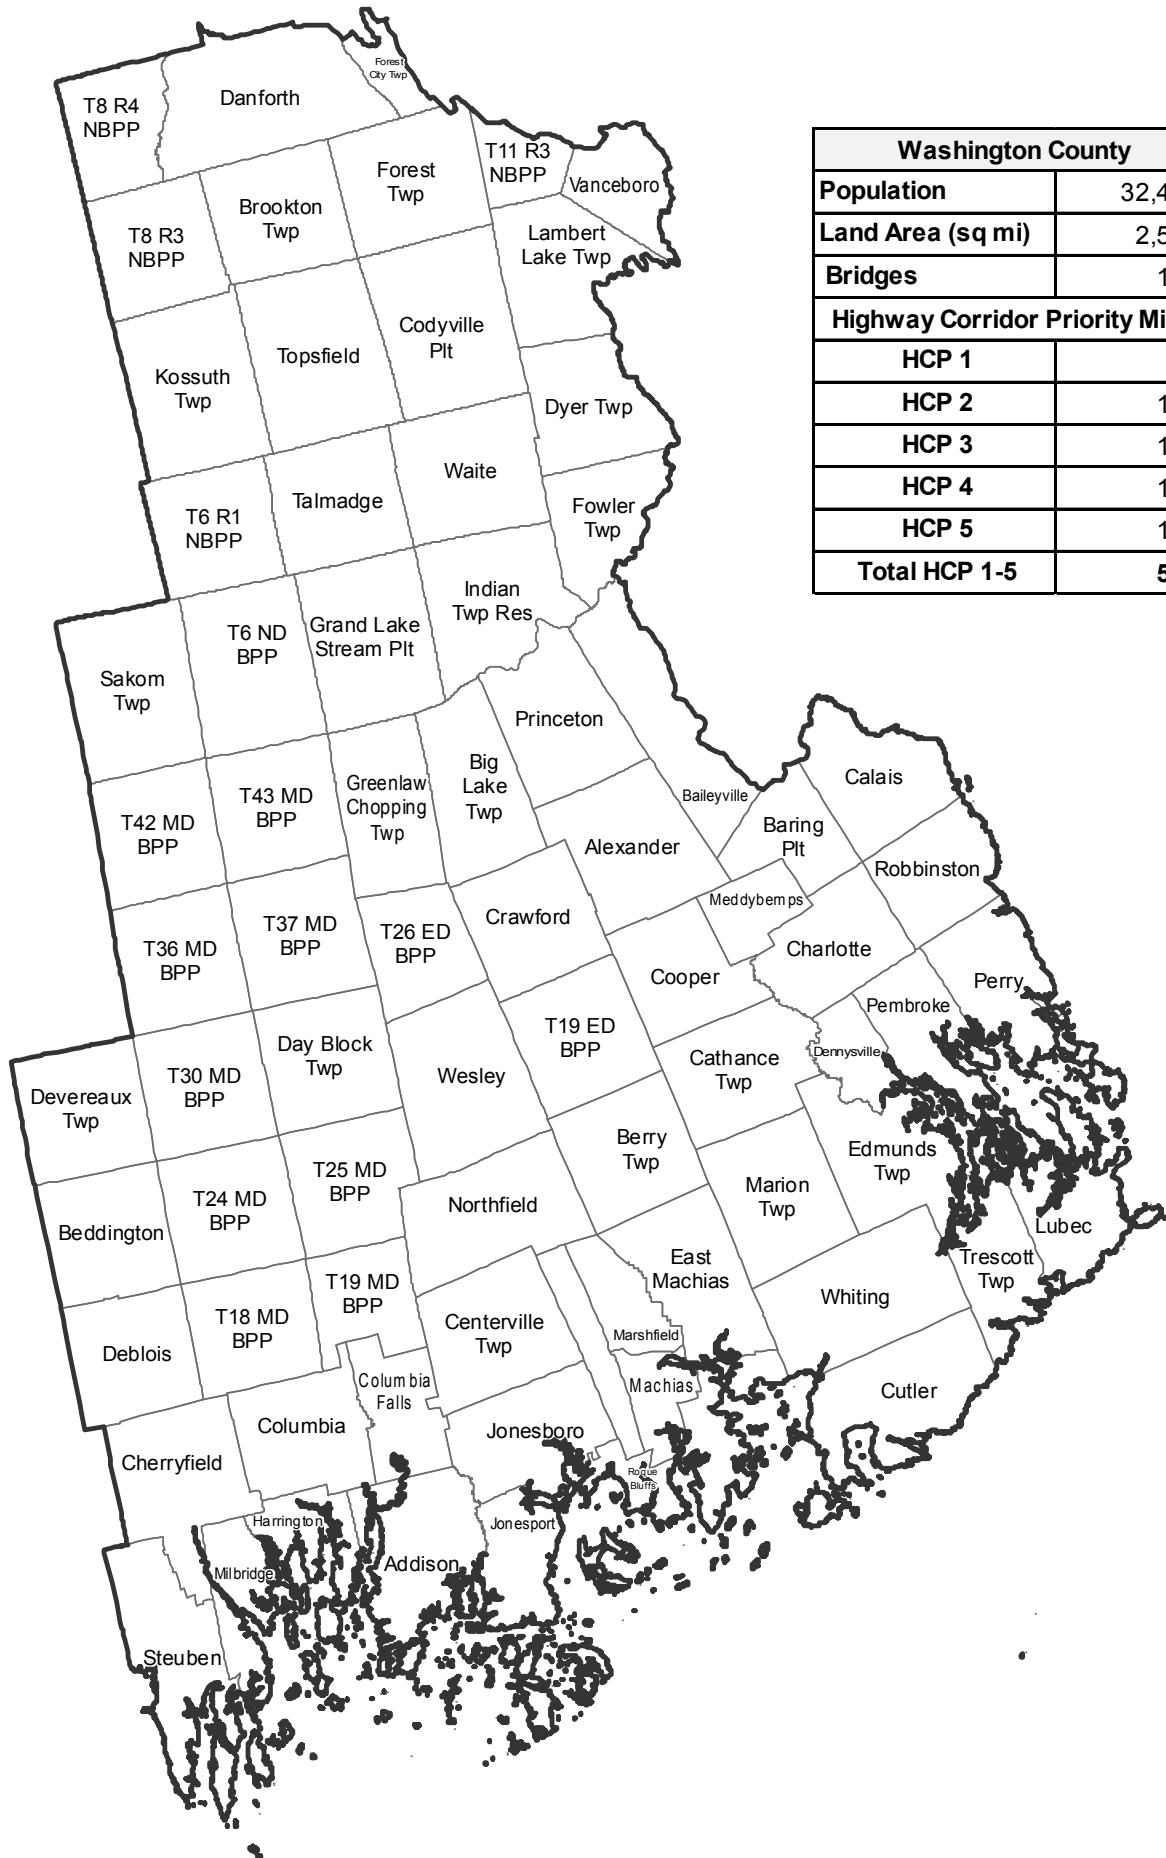 Forest
City Twp
Danforth
T8 R4
NBPP
T11 R3
NBPP
Vanceboro
Forest
Twp
Brookton
Twp
T8 R3
NBPP
Lambert
Lake Twp
Codyville
Plt
Topsfield
Kossuth
Twp
Dyer Twp
Waite
Talmadge
T6 R1
NBPP
Fowler
Twp
Indian
Twp Res
Grand Lake
Stream Plt
T6 ND
BPP
Sakom
Twp
Princeton
Big
Lake
Twp
Greenlaw
Chopping
Twp
T43 MD
BPP
T42 MD
BPP
Baileyville
Calais
Baring
Plt
Alexander
Robbinston
Meddybemps
Crawford
T26 ED
BPP
T37 MD
BPP
T36 MD
BPP
Charlotte
Cooper
Perry
Pembroke
Dennysville
T19 ED
BPP
Cathance
Twp
Day Block
Twp
Wesley
T30 MD
BPP
Devereaux
Twp
Berry
Twp
Edmunds
Twp
T25 MD
BPP
Marion
Twp
T24 MD
BPP
Northfield
Beddington
Lubec
Trescott
Twp
East
Machias
T19 MD
BPP
Whiting
T18 MD
BPP
Centerville
Twp
Marshfield
Deblois
Machias
Columbia
Falls
Cutler
Columbia
Jonesboro
Cherryfield
Roque
Bluffs
Harrington
Jonesport
Addison
Milbridge
Steuben
Washington County
Population 32,4
Land Area (sq mi) 2,5
Bridges 1
Highway Corridor Priority Mi
HCP 1
HCP 2 1
HCP 3 1
HCP 4 1
HCP 5 1
Total HCP 1-5 5